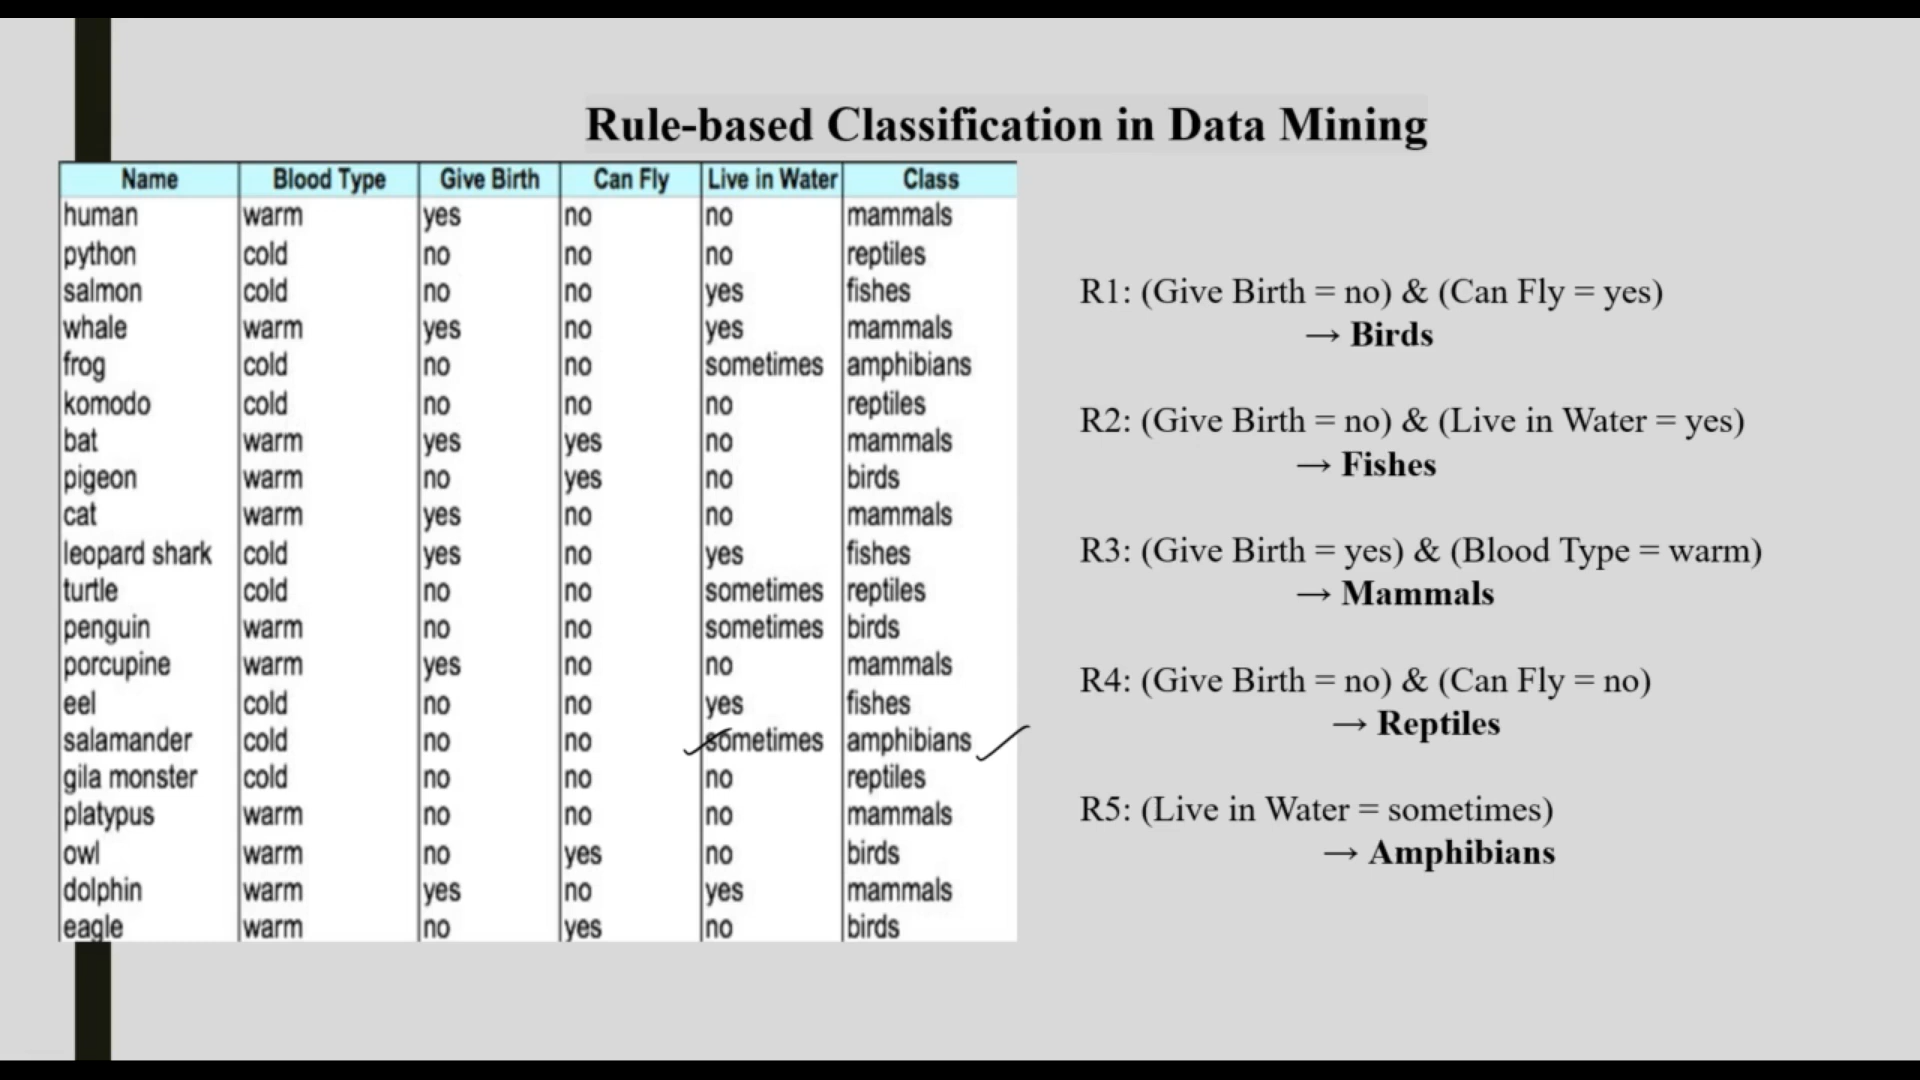 Rule-based Classification in Data Mining
Name Blood Type Give Birth Can Fly Live in Water Class
human warm yes no no mammals
python cold no no no reptiles
salmon cold no no yes fishes
whale warm yes no yes mammals
frog cold no no sometimes amphibians
komodo cold no no no reptiles
bat warm yes yes no mammals
pigeon warm no yes no birds
cat warm yes no no mammals
leopard shark cold yes no yes fishes
turtle cold no no sometimes reptiles
penguin warm no no sometimes birds
porcupine warm yes no no mammals
eel cold no no yes fishes
salamander cold no no sometimes amphibians
gila monster cold no no no reptiles
platypus warm no no no mammals
owl warm no yes no birds
dolphin warm yes no yes mammals
eagle warm no yes no birds
R1: (Give Birth = no) & (Can Fly = yes)
→ Birds
R2: (Give Birth = no) & (Live in Water = yes)
→ Fishes
R3: (Give Birth = yes) & (Blood Type = warm)
→ Mammals
R4: (Give Birth = no) & (Can Fly = no)
→ Reptiles
R5: (Live in Water = sometimes)
→ Amphibians